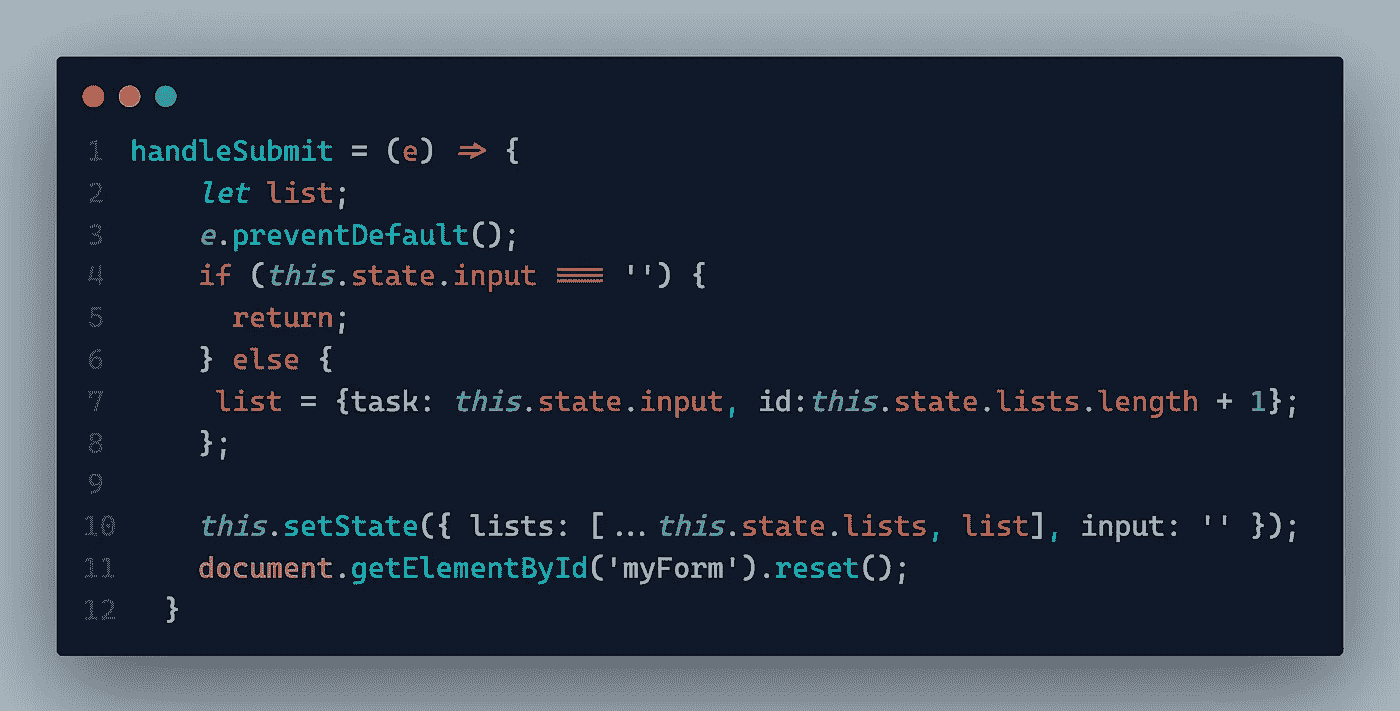 1 handleSubmit = (e) => {
2 let list;
3 e.preventDefault();
4 if (this.state.input === '') {
5 return;
6 } else {
7 list = {task: this.state.input, id:this.state.lists.length + 1};
8 };
9
10 this.setState({ lists: [...this.state.lists, list], input: '' });
11 document.getElementById('myForm').reset();
12 }